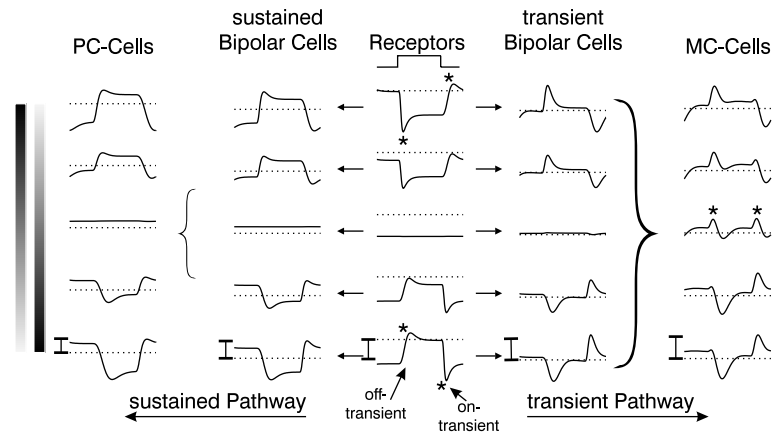 sustained
transient
PC-Cells
Bipolar Cells
Receptors
Bipolar Cells
MC-Cells
*
*
*
*
*
*
off-
transient
on-
transient
sustained Pathway
transient Pathway